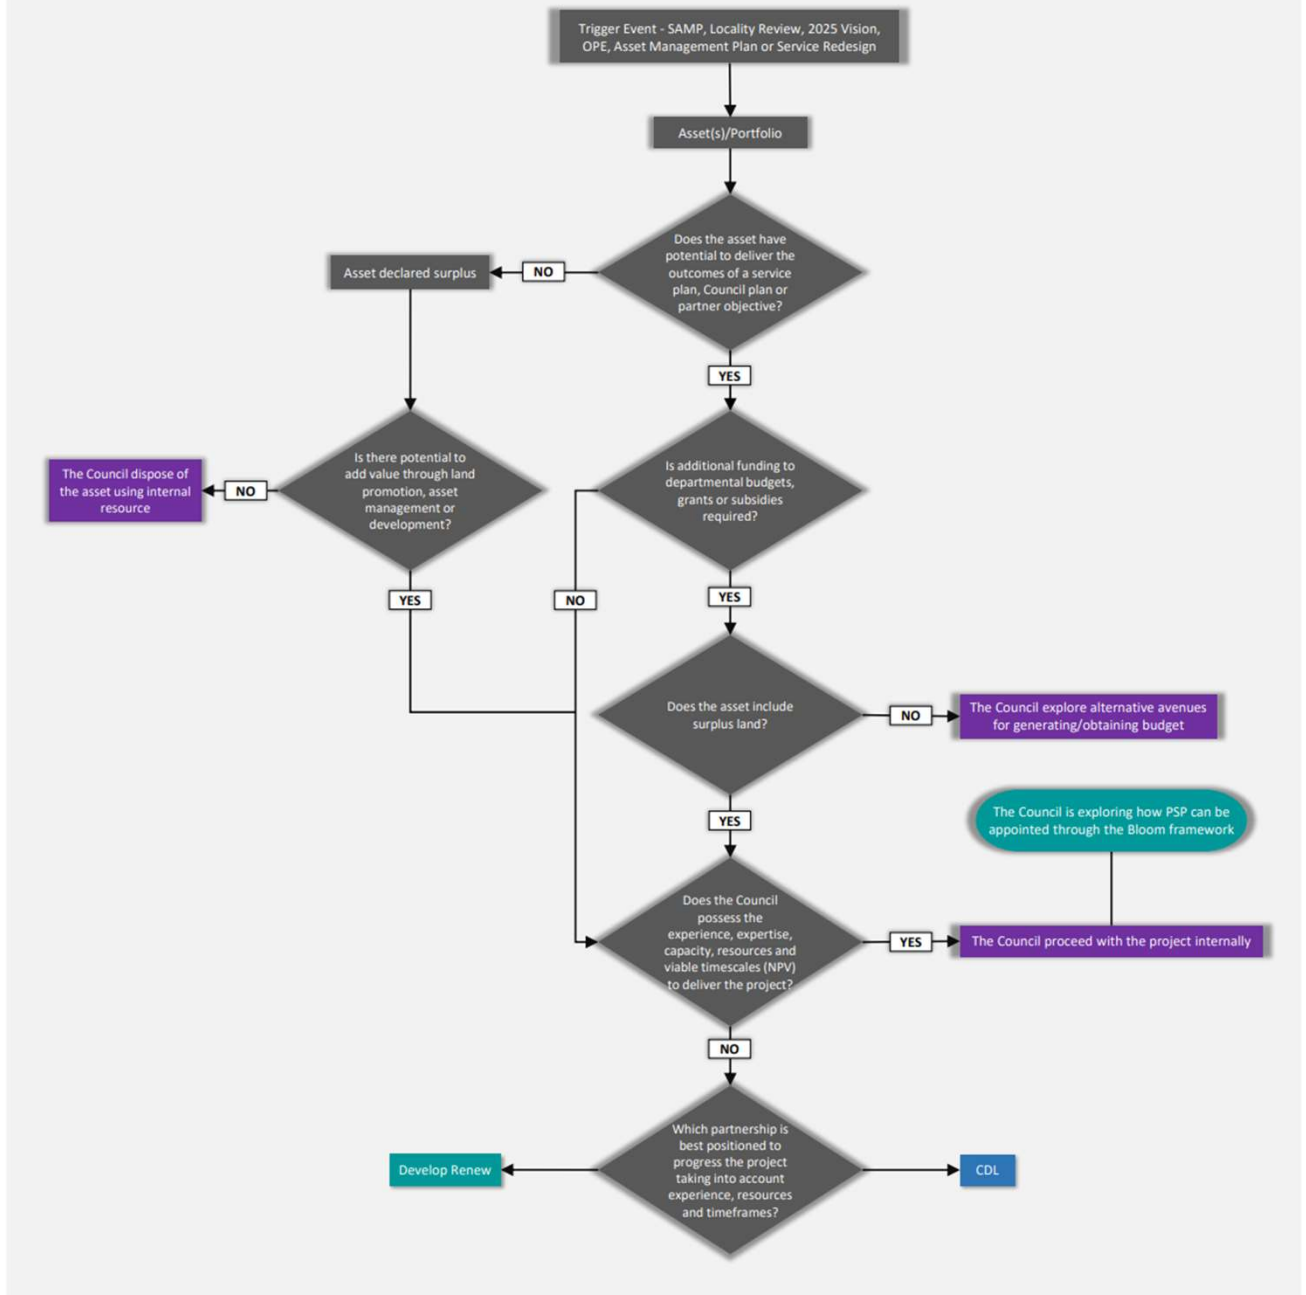 Trigger Event - SAMP, Locality Review, 2025 Vision,
OPE, Asset Management Plan or Service Redesign
Asset(s)/Portfolio
Does the asset have
potential to deliver the
outcomes of a service
plan, Council plan or
partner objective?
NO
Asset declared surplus
YES
Is there potential to
add value through land
promotion, asset
management or
development?
NO
The Council dispose of
the asset using internal
resource
YES
Is additional funding to
departmental budgets,
grants or subsidies
required?
NO
YES
Does the asset include
surplus land?
NO
The Council explore alternative avenues
for generating/obtaining budget
YES
The Council is exploring how PSP can be
appointed through the Bloom framework
Does the Council
possess the
experience, expertise,
capacity, resources and
viable timescales (NPV)
to deliver the project?
YES
The Council proceed with the project internally
NO
Which partnership is
best positioned to
progress the project
taking into account
experience, resources
and timeframes?
Develop Renew
CDL